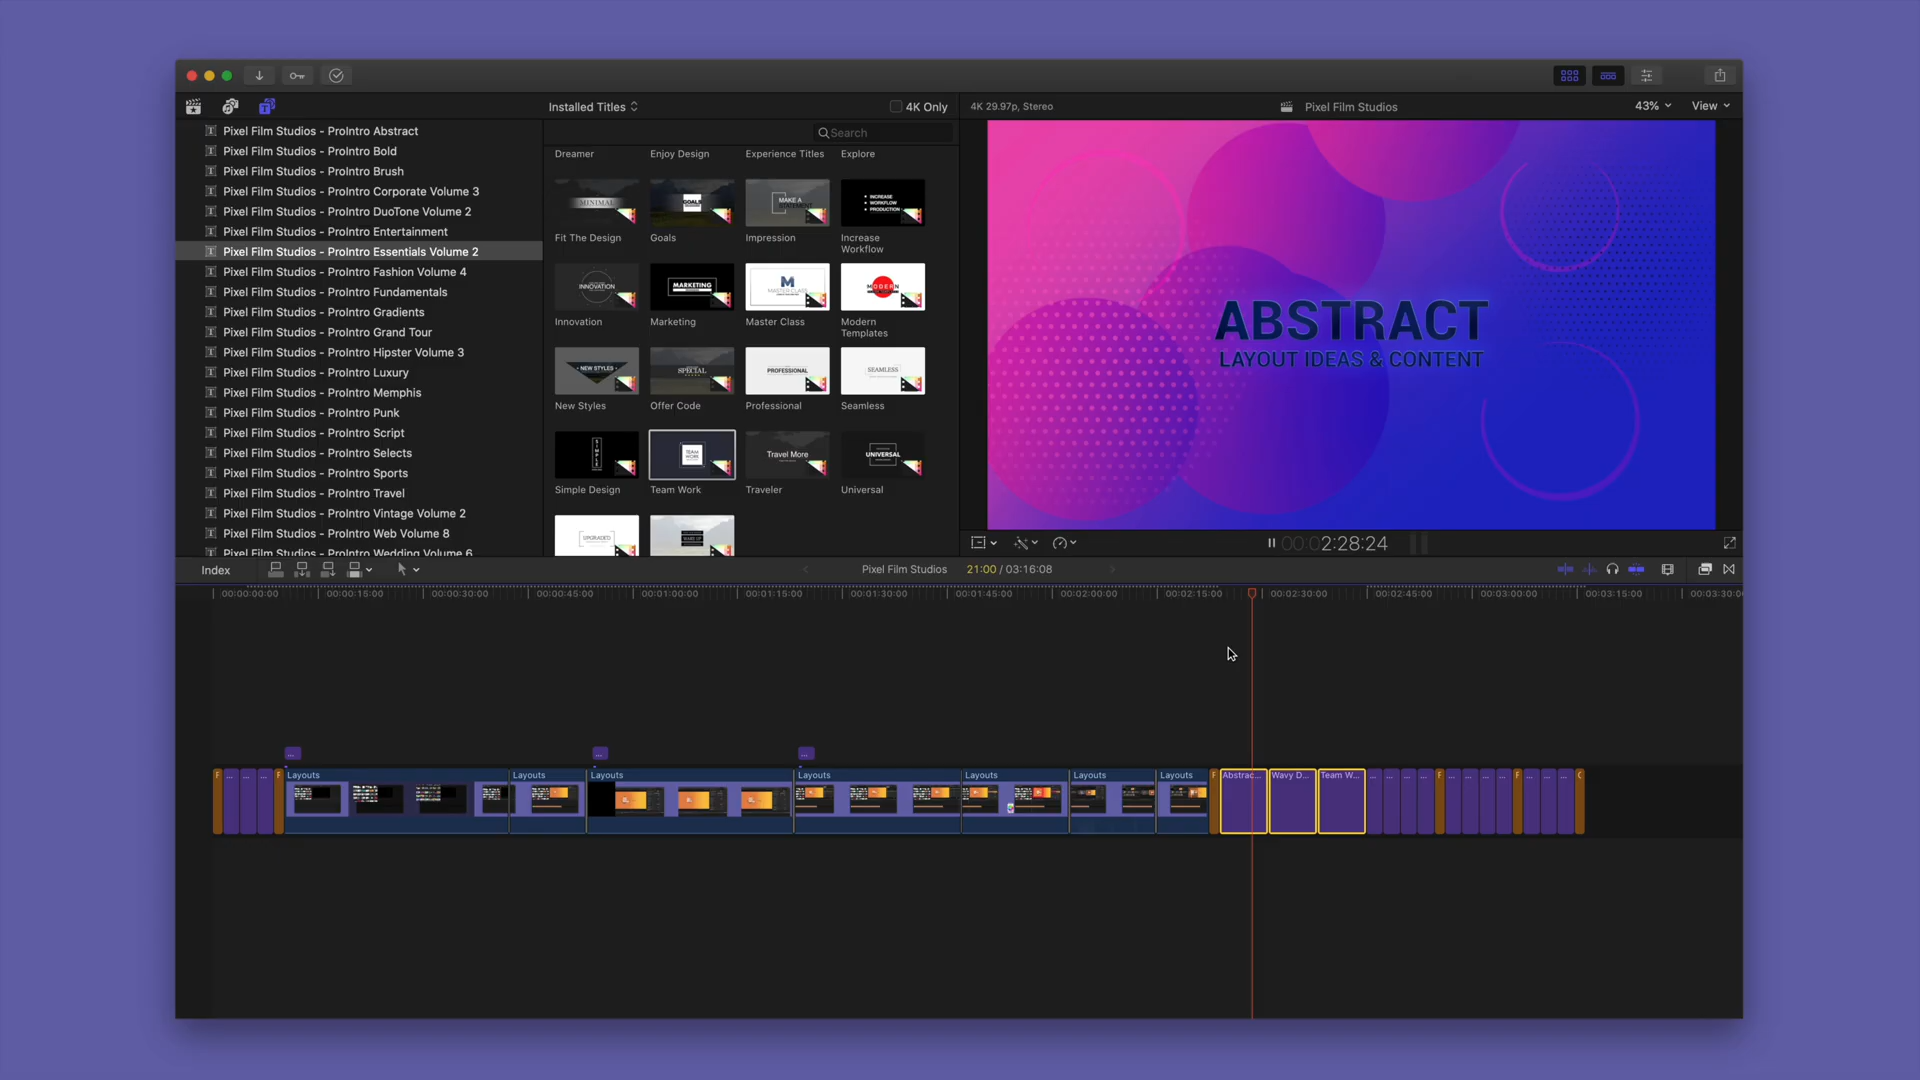 Installed Titles
4K Only
4K 29.97p, Stereo
Pixel Film Studios
43%
View
Pixel Film Studios - ProIntro Abstract
Pixel Film Studios - ProIntro Bold
Pixel Film Studios - ProIntro Brush
Pixel Film Studios - ProIntro Corporate Volume 3
Pixel Film Studios - ProIntro DuoTone Volume 2
Pixel Film Studios - ProIntro Entertainment
Pixel Film Studios - ProIntro Essentials Volume 2
Pixel Film Studios - ProIntro Fashion Volume 4
Pixel Film Studios - ProIntro Fundamentals
Pixel Film Studios - ProIntro Gradients
Pixel Film Studios - ProIntro Grand Tour
Pixel Film Studios - ProIntro Hipster Volume 3
Pixel Film Studios - ProIntro Luxury
Pixel Film Studios - ProIntro Memphis
Pixel Film Studios - ProIntro Punk
Pixel Film Studios - ProIntro Script
Pixel Film Studios - ProIntro Selects
Pixel Film Studios - ProIntro Sports
Pixel Film Studios - ProIntro Travel
Pixel Film Studios - ProIntro Vintage Volume 2
Pixel Film Studios - ProIntro Web Volume 8
Pixel Film Studios - ProIntro Wedding Volume 6
Search
Dreamer
Enjoy Design
Experience Titles
Explore
MINIMAL
GOALS
MAKE A
STATEMENT
INCREASE
WORKFLOW
PRODUCTION
Fit The Design
Goals
Impression
Increase
Workflow
INNOVATION
MARKETING
M
MASTER CLASS
MODERN
Innovation
Marketing
Master Class
Modern
Templates
NEW STYLES
SPECIAL
PROFESSIONAL
SEAMLESS
New Styles
Offer Code
Professional
Seamless
SIMPLE
TEAM
WORK
Travel More
UNIVERSAL
Simple Design
Team Work
Traveler
Universal
UPGRADED
WAKE UP
ABSTRACT
LAYOUT IDEAS & CONTENT
00:02:28:24
Index
Pixel Film Studios
21:00 / 03:16:08
00:00:00:00
00:00:15:00
00:00:30:00
00:00:45:00
00:01:00:00
00:01:15:00
00:01:30:00
00:01:45:00
00:02:00:00
00:02:15:00
00:02:30:00
00:02:45:00
00:03:00:00
00:03:15:00
00:03:30:00
...
...
...
F
...
...
...
F
Layouts
Layouts
Layouts
Layouts
Layouts
Layouts
Layouts
F
Abstrac...
Wavy D...
Team W...
...
...
...
...
F
...
...
...
...
F
...
...
...
C